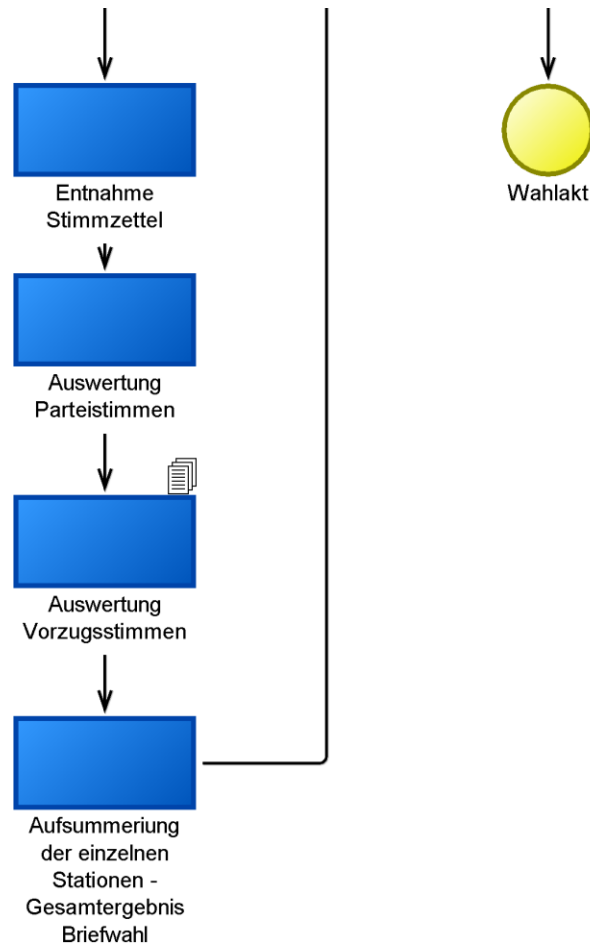 Entnahme
Stimmzettel
Wahlakt
Auswertung
Parteistimmen
Auswertung
Vorzugsstimmen
Aufsummeriung
der einzelnen
Stationen -
Gesamtergebnis
Briefwahl